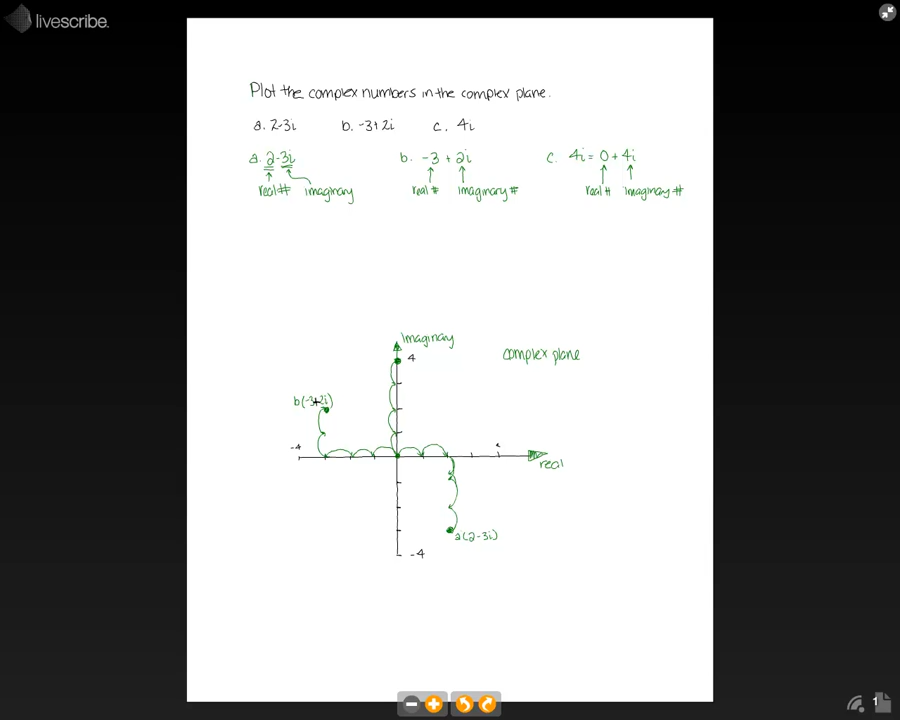 livescribe.
Plot the complex numbers in the complex plane.
a. 2-3i b. -3+2i c. 4i
a. 2-3i b. -3 + 2i c. 4i = 0 + 4i
real # imaginary real # imaginary # real # imaginary #
Imaginary
4 complex plane
b(-3+2i)
-4
real
a(2-3i)
-4
1